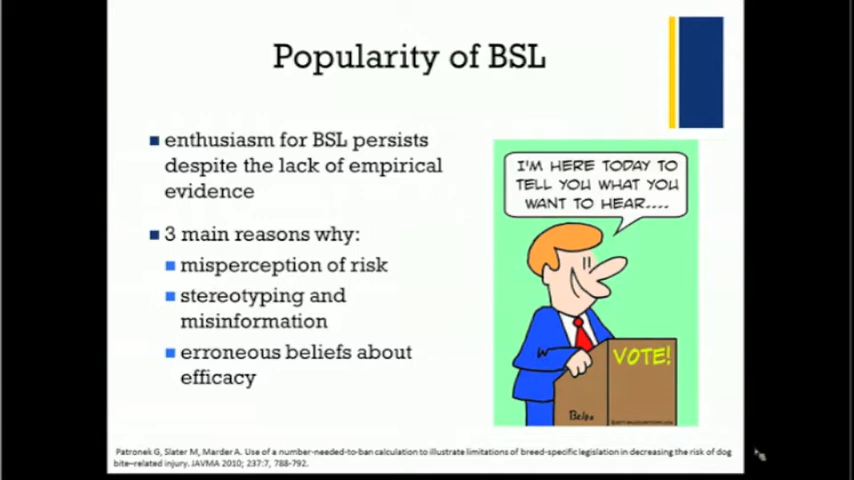 Popularity of BSL
enthusiasm for BSL persists
despite the lack of empirical
evidence
3 main reasons why:
misperception of risk
stereotyping and
misinformation
erroneous beliefs about
efficacy
I'M HERE TODAY TO
TELL YOU WHAT YOU
WANT TO HEAR....
VOTE!
Patronek G, Slater M, Marder A. Use of a number-needed-to-ban calculation to illustrate limitations of breed-specific legislation in decreasing the risk of dog
bite–related injury. JAVMA 2010; 237:7, 788-792.